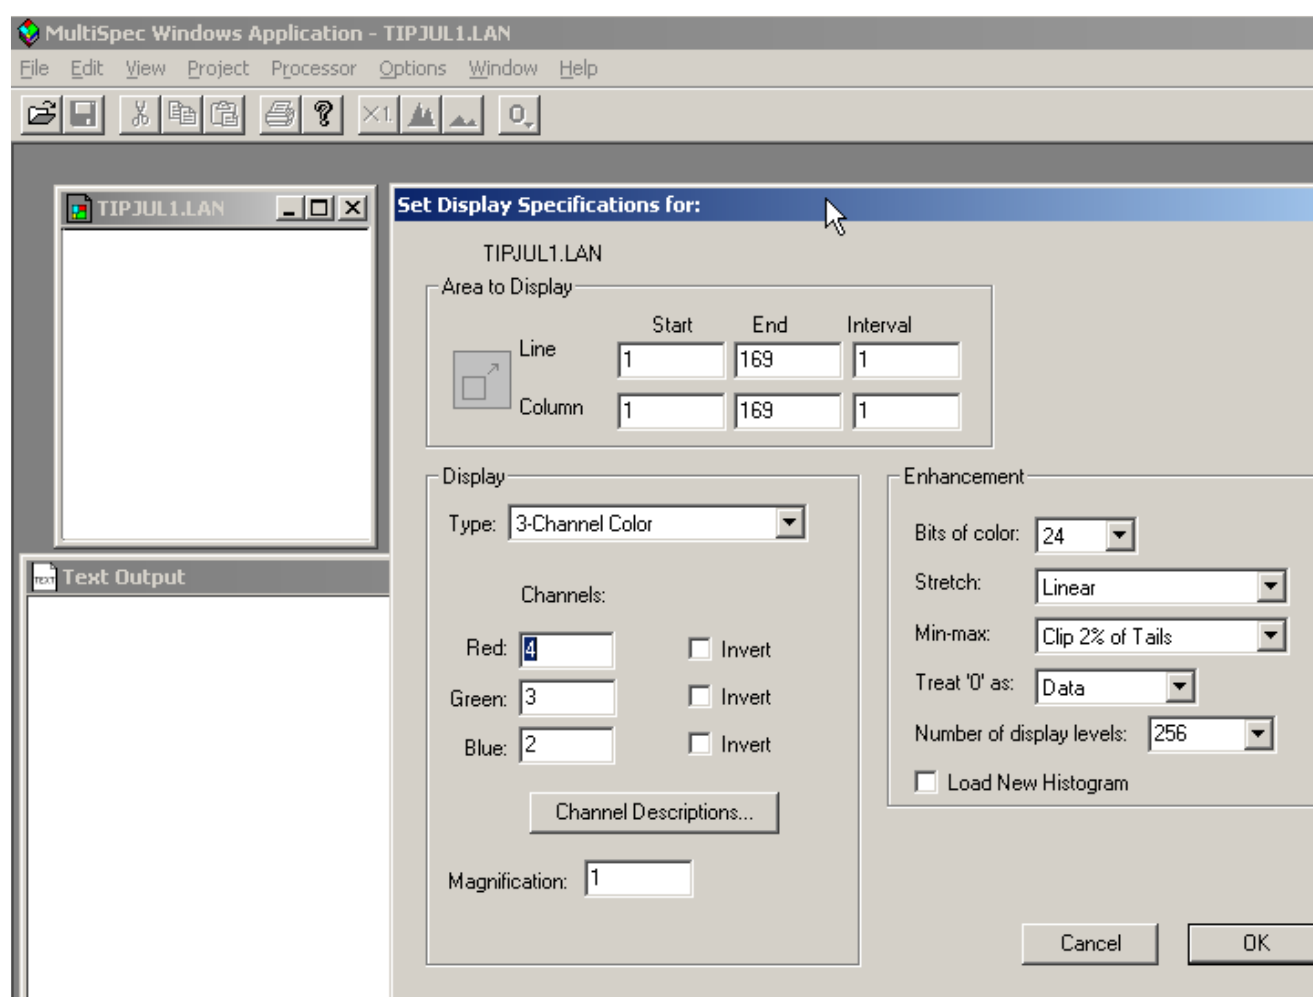 MultiSpec Windows Application - TIPJUL1.LAN
File Edit View Project Processor Options Window Help
×1 O
TIPJUL1.LAN
Set Display Specifications for:
TIPJUL1.LAN
Area to Display
Start End Interval
Line 1 169 1
Column 1 169 1
Display
Type: 3-Channel Color
Channels:
Red: 4 Invert
Green: 3 Invert
Blue: 2 Invert
Channel Descriptions...
Magnification: 1
Enhancement
Bits of color: 24
Stretch: Linear
Min-max: Clip 2% of Tails
Treat '0' as: Data
Number of display levels: 256
Load New Histogram
Cancel OK
TEXT Text Output